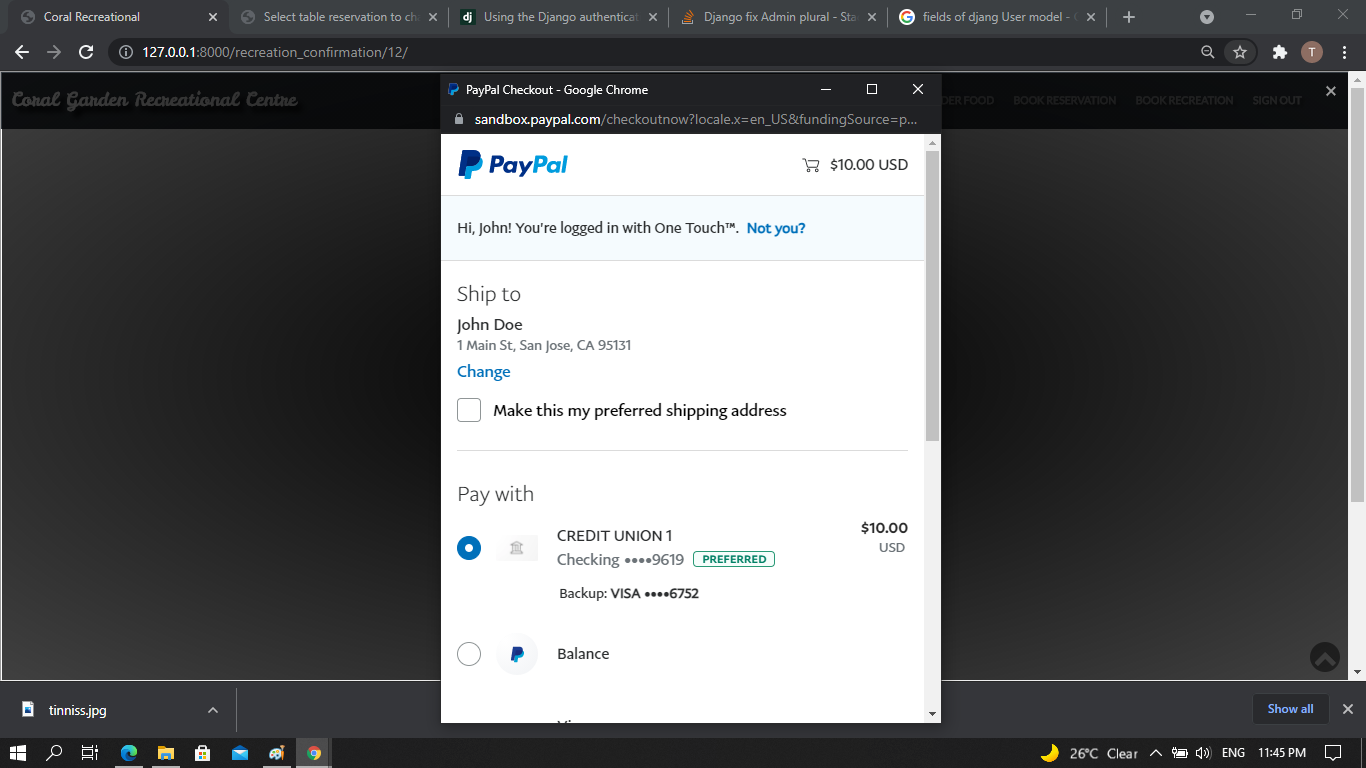 Coral Recreational
Select table reservation to cha
dj Using the Django authenticat
Django fix Admin plural - Sta
G fields of djang User model - G
127.0.0.1:8000/recreation_confirmation/12/
T
Coral Garden Recreational Centre
DER FOOD
BOOK RESERVATION
BOOK RECREATION
SIGN OUT
PayPal Checkout - Google Chrome
sandbox.paypal.com/checkoutnow?locale.x=en_US&fundingSource=p...
PayPal
$10.00 USD
Hi, John! You're logged in with One Touch™. Not you?
Ship to
John Doe
1 Main St, San Jose, CA 95131
Change
Make this my preferred shipping address
Pay with
CREDIT UNION 1
$10.00
Checking ••••9619 PREFERRED
USD
Backup: VISA ••••6752
Balance
tinniss.jpg
Show all
26°C Clear
ENG
11:45 PM